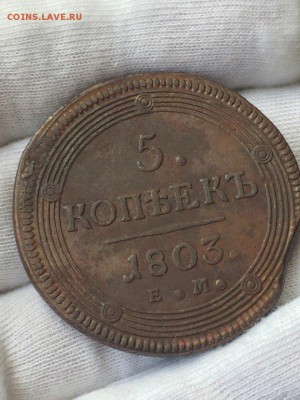 COINS.LAVE.RU
5.
КОПѢЕКЪ
1803.
Е . М .